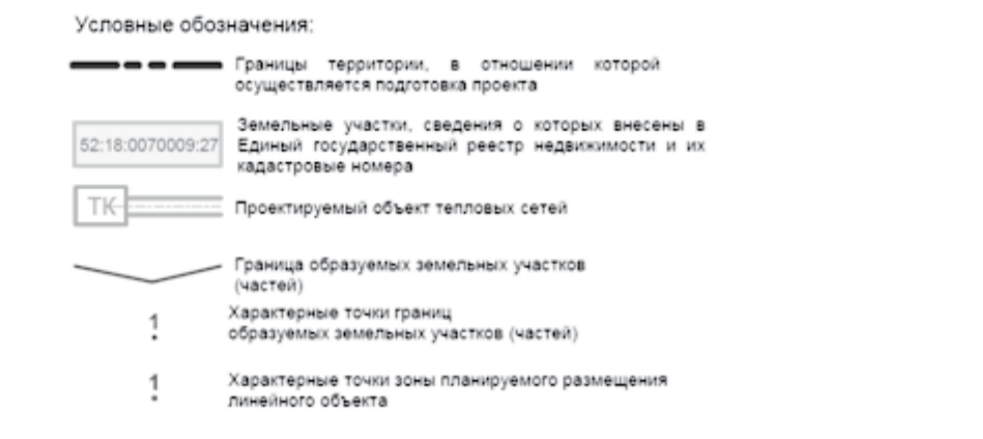 Условные обозначения:
Границы территории, в отношении которой
осуществляется подготовка проекта
52:18:0070009:27
Земельные участки, сведения о которых внесены в
Единый государственный реестр недвижимости и их
кадастровые номера
ТК
Проектируемый объект тепловых сетей
Граница образуемых земельных участков
(частей)
1
Характерные точки границ
образуемых земельных участков (частей)
1
Характерные точки зоны планируемого размещения
линейного объекта